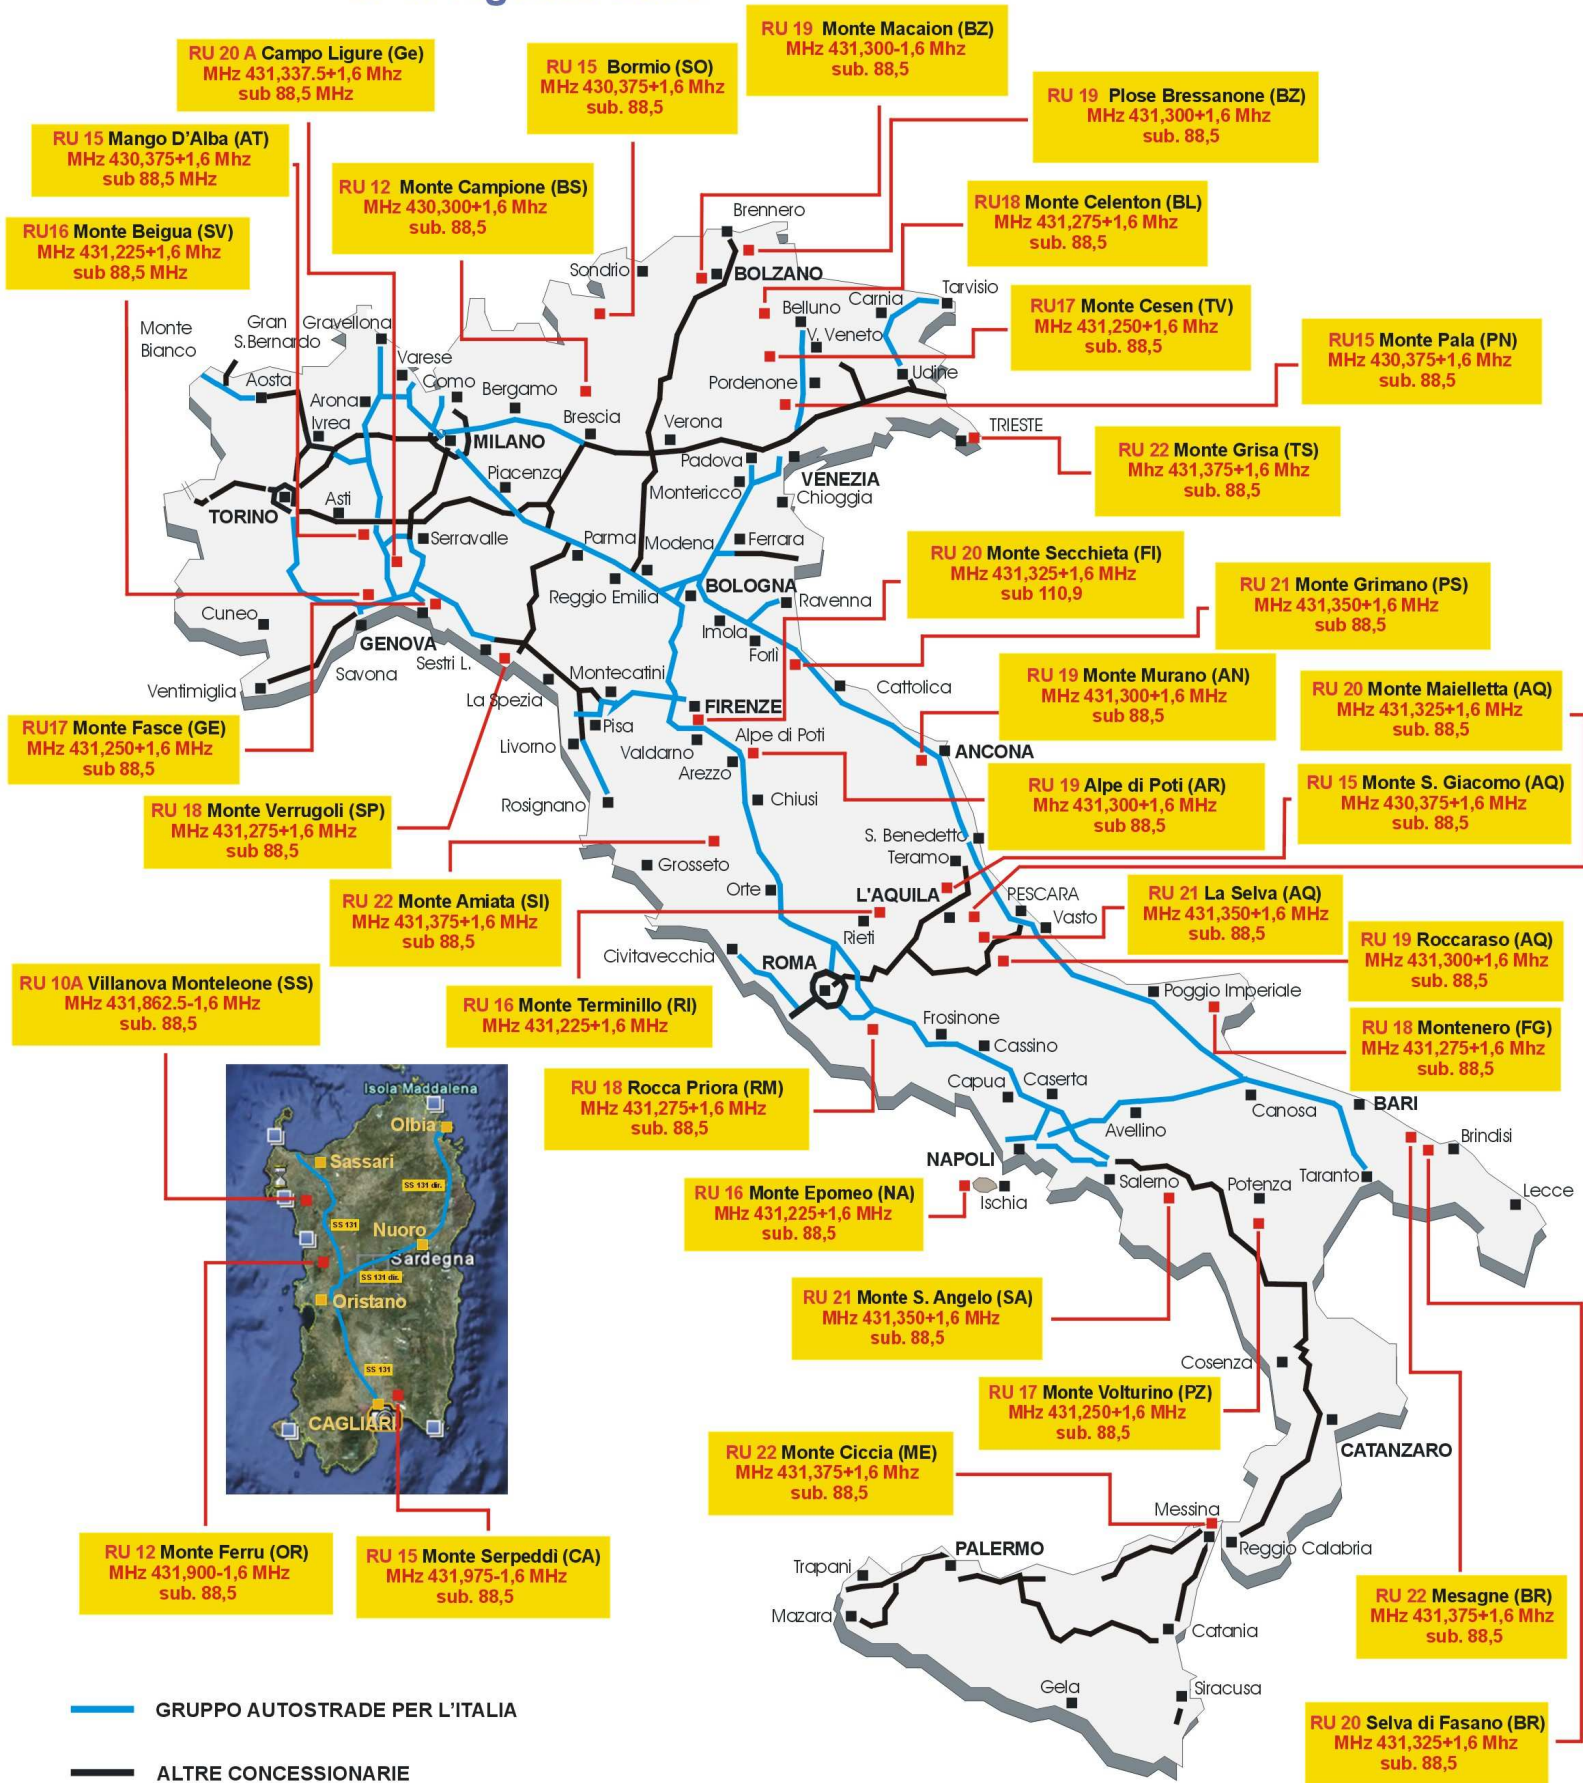 RU 19 Monte Macaion (BZ)
MHz 431,300-1,6 Mhz
sub. 88,5
RU 20 A Campo Ligure (Ge)
MHz 431,337.5+1,6 Mhz
sub 88,5 MHz
RU 15 Bormio (SO)
MHz 430,375+1,6 Mhz
sub. 88,5
RU 19 Plose Bressanone (BZ)
MHz 431,300+1,6 Mhz
sub. 88,5
RU 15 Mango D'Alba (AT)
MHz 430,375+1,6 Mhz
sub 88,5 MHz
RU 12 Monte Campione (BS)
MHz 430,300+1,6 Mhz
sub. 88,5
RU18 Monte Celenton (BL)
MHz 431,275+1,6 Mhz
sub. 88,5
RU16 Monte Beigua (SV)
MHz 431,225+1,6 Mhz
sub 88,5 MHz
RU17 Monte Cesen (TV)
MHz 431,250+1,6 Mhz
sub. 88,5
RU15 Monte Pala (PN)
MHz 430,375+1,6 Mhz
sub. 88,5
RU 22 Monte Grisa (TS)
Mhz 431,375+1,6 Mhz
sub. 88,5
Brennero
Sondrio
BOLZANO
Tarvisio
Carnia
Belluno
V. Veneto
Monte
Bianco
Gran
S.Bernardo
Gravellona
Varese
Aosta
Como
Bergamo
Pordenone
Udine
Arona
Ivrea
Brescia
Verona
TRIESTE
MILANO
Padova
VENEZIA
Piacenza
Montericco
Chioggia
TORINO
Asti
Serravalle
Parma
Modena
Ferrara
BOLOGNA
Reggio Emilia
Ravenna
Cuneo
Imola
Forlì
GENOVA
Sestri L.
Savona
Montecatini
Cattolica
Ventimiglia
La Spezia
FIRENZE
Pisa
Livorno
Valdarno
Alpe di Poti
Arezzo
ANCONA
Rosignano
Chiusi
RU 20 Monte Secchieta (FI)
MHz 431,325+1,6 MHz
sub 110,9
RU 21 Monte Grimano (PS)
MHz 431,350+1,6 MHz
sub 88,5
RU 19 Monte Murano (AN)
MHz 431,300+1,6 MHz
sub 88,5
RU 20 Monte Maielletta (AQ)
MHz 431,325+1,6 MHz
sub. 88,5
RU17 Monte Fasce (GE)
MHz 431,250+1,6 MHz
sub 88,5
RU 19 Alpe di Poti (AR)
Mhz 431,300+1,6 MHz
sub 88,5
RU 15 Monte S. Giacomo (AQ)
MHz 430,375+1,6 MHz
sub. 88,5
RU 18 Monte Verrugoli (SP)
MHz 431,275+1,6 MHz
sub 88,5
S. Benedetto
Teramo
Grosseto
Orte
L'AQUILA
PESCARA
Vasto
Rieti
Civitavecchia
ROMA
RU 22 Monte Amiata (SI)
MHz 431,375+1,6 MHz
sub 88,5
RU 21 La Selva (AQ)
MHz 431,350+1,6 MHz
sub. 88,5
RU 19 Roccaraso (AQ)
MHz 431,300+1,6 MHz
sub. 88,5
RU 10A Villanova Monteleone (SS)
MHz 431,862.5-1,6 MHz
sub. 88,5
RU 16 Monte Terminillo (RI)
MHz 431,225+1,6 MHz
Poggio Imperiale
RU 18 Montenero (FG)
MHz 431,275+1,6 MHz
sub. 88,5
Frosinone
Cassino
RU 18 Rocca Priora (RM)
MHz 431,275+1,6 MHz
sub. 88,5
Capua
Caserta
Canosa
BARI
Avellino
Brindisi
NAPOLI
Ischia
Salerno
Potenza
Taranto
Lecce
Isola Maddalena
Olbia
Sassari
SS 131 dir.
SS 131
Nuoro
Sardegna
SS 131 dir.
Oristano
SS 131
CAGLIARI
RU 16 Monte Epomeo (NA)
MHz 431,225+1,6 MHz
sub. 88,5
RU 21 Monte S. Angelo (SA)
MHz 431,350+1,6 MHz
sub. 88,5
Cosenza
RU 17 Monte Volturino (PZ)
MHz 431,250+1,6 MHz
sub. 88,5
CATANZARO
RU 22 Monte Ciccia (ME)
MHz 431,375+1,6 Mhz
sub. 88,5
Messina
Reggio Calabria
PALERMO
Trapani
Mazara
Catania
Gela
Siracusa
RU 12 Monte Ferru (OR)
MHz 431,900-1,6 MHz
sub. 88,5
RU 15 Monte Serpeddì (CA)
MHz 431,975-1,6 MHz
sub. 88,5
RU 22 Mesagne (BR)
MHz 431,375+1,6 Mhz
sub. 88,5
RU 20 Selva di Fasano (BR)
MHz 431,325+1,6 Mhz
sub. 88,5
GRUPPO AUTOSTRADE PER L'ITALIA
ALTRE CONCESSIONARIE